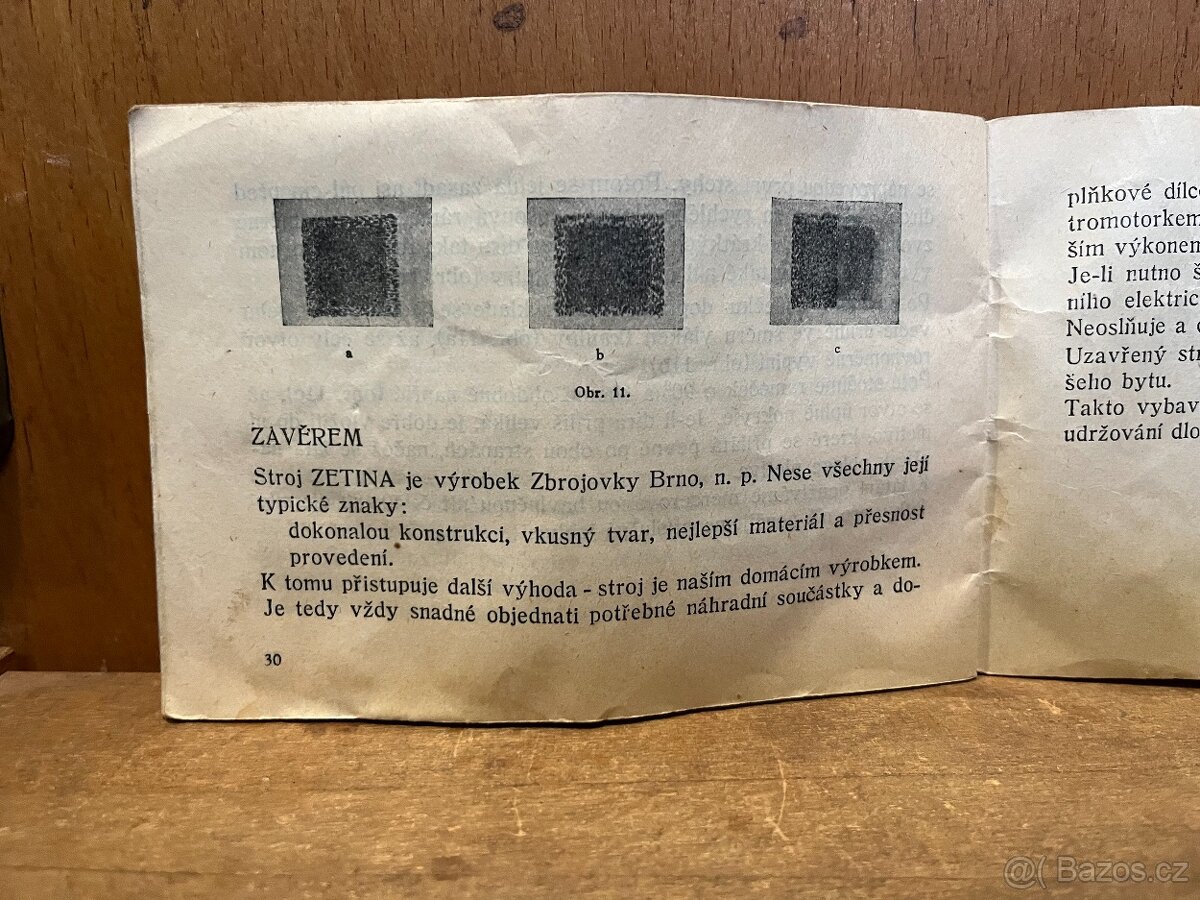 a
b
c
Obr. 11.
ZÁVĚREM
Stroj ZETINA je výrobek Zbrojovky Brno, n. p. Nese všechny její
typické znaky:
dokonalou konstrukci, vkusný tvar, nejlepší materiál a přesnost
provedení.
K tomu přistupuje další výhoda - stroj je naším domácím výrobkem.
Je tedy vždy snadné objednati potřebné náhradní součástky a do-
30
plňkové dílc
tromotorkem
ším výkonem
Je-li nutno š
ního elektric
Neoslňuje a
Uzavřený str
šeho bytu.
Takto vybav
udržování dlo
Bazos.cz